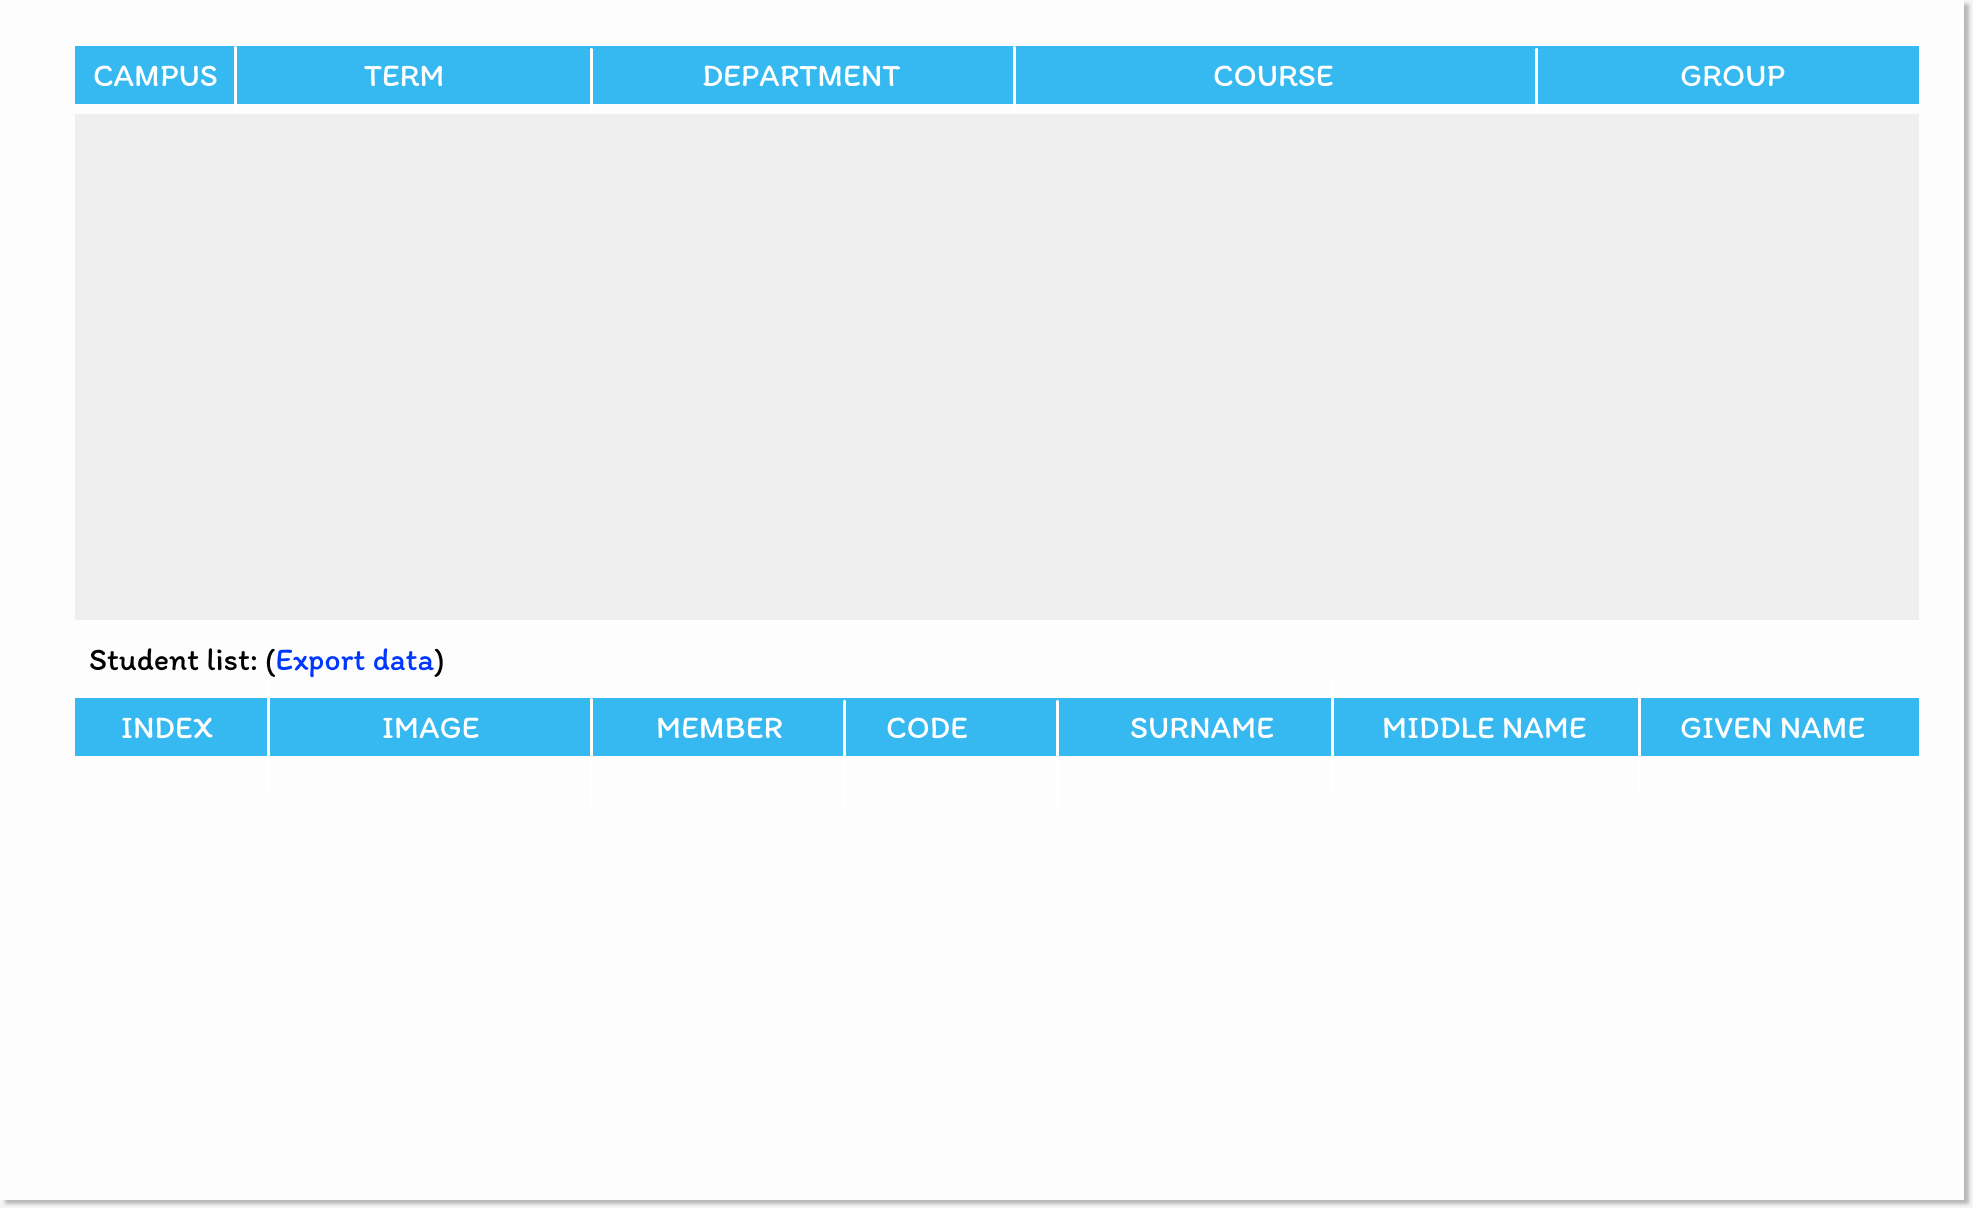 CAMPUS TERM DEPARTMENT COURSE GROUP
Student list: (Export data)
INDEX IMAGE MEMBER CODE SURNAME MIDDLE NAME GIVEN NAME